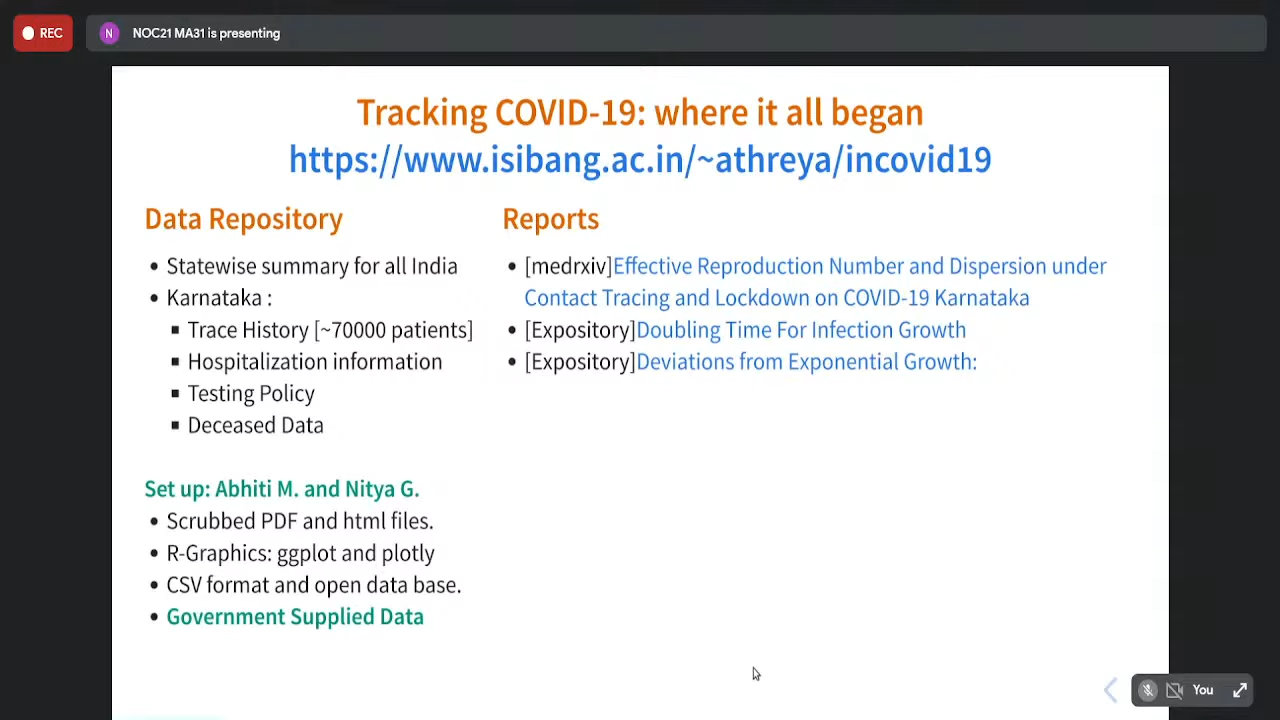 REC
N
NOC21 MA31 is presenting
Tracking COVID-19: where it all began
https://www.isibang.ac.in/~athreya/incovid19
Data Repository
• Statewise summary for all India
• Karnataka :
▪ Trace History [~70000 patients]
▪ Hospitalization information
▪ Testing Policy
▪ Deceased Data
Set up: Abhiti M. and Nitya G.
• Scrubbed PDF and html files.
• R-Graphics: ggplot and plotly
• CSV format and open data base.
• Government Supplied Data
Reports
• [medrxiv]Effective Reproduction Number and Dispersion under
Contact Tracing and Lockdown on COVID-19 Karnataka
• [Expository]Doubling Time For Infection Growth
• [Expository]Deviations from Exponential Growth:
You